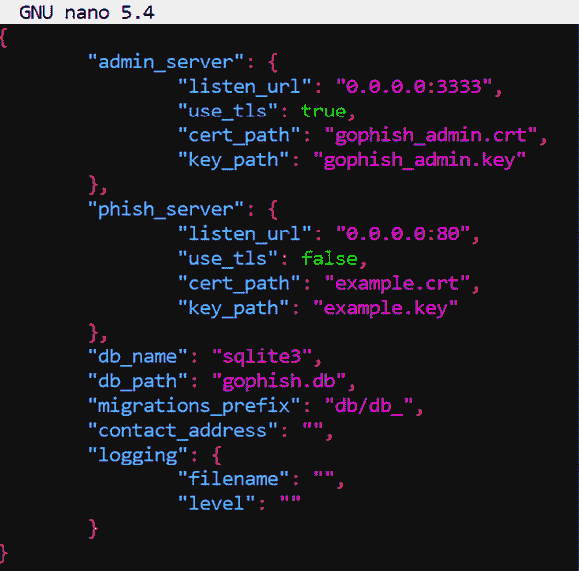 GNU nano 5.4
{
"admin_server": {
"listen_url": "0.0.0.0:3333",
"use_tls": true,
"cert_path": "gophish_admin.crt",
"key_path": "gophish_admin.key"
},
"phish_server": {
"listen_url": "0.0.0.0:80",
"use_tls": false,
"cert_path": "example.crt",
"key_path": "example.key"
},
"db_name": "sqlite3",
"db_path": "gophish.db",
"migrations_prefix": "db/db_",
"contact_address": "",
"logging": {
"filename": "",
"level": ""
}
}